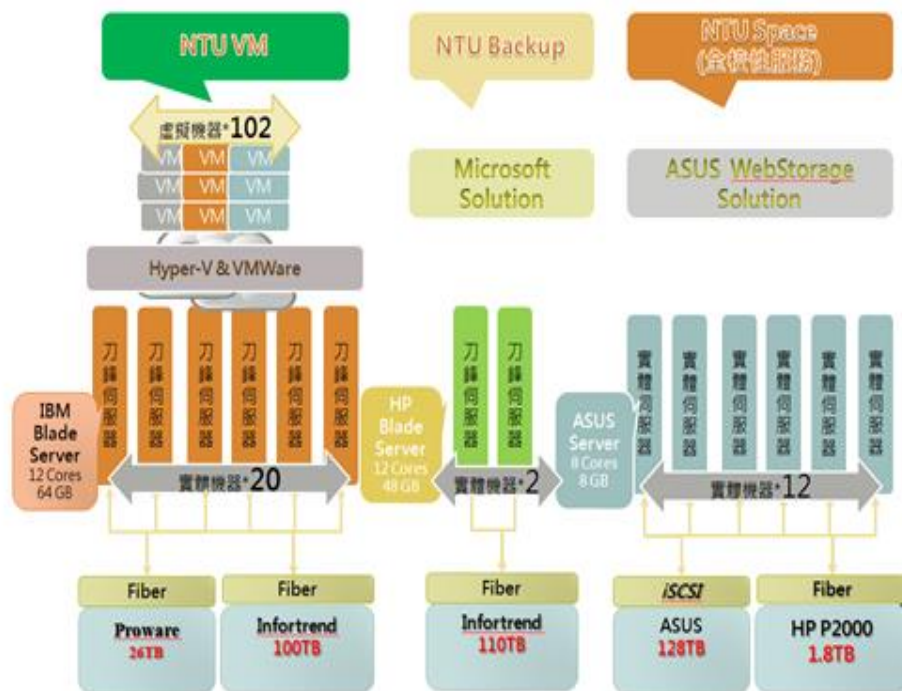 NTU VM
NTU Backup
NTU Space
(全校性服務)
虛擬機器*102
VM VM VM
VM VM VM
VM VM VM
Microsoft
Solution
ASUS WebStorage
Solution
Hyper-V & VMWare
刀鋒伺服器
刀鋒伺服器
刀鋒伺服器
刀鋒伺服器
刀鋒伺服器
刀鋒伺服器
刀鋒伺服器
刀鋒伺服器
實體伺服器
實體伺服器
實體伺服器
實體伺服器
實體伺服器
實體伺服器
IBM
Blade
Server
12 Cores
64 GB
HP
Blade
Server
12 Cores
48 GB
ASUS
Server
8 Cores
8 GB
實體機器*20
實體機器*2
實體機器*12
Fiber
Fiber
Fiber
iSCSI
Fiber
Proware
26TB
Infortrend
100TB
Infortrend
110TB
ASUS
128TB
HP P2000
1.8TB